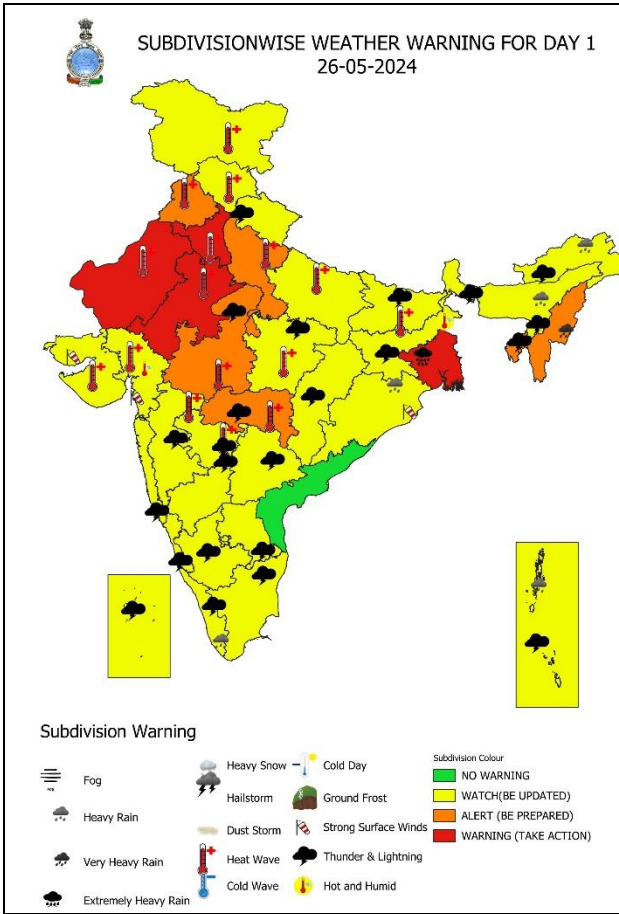 SUBDIVISIONWISE WEATHER WARNING FOR DAY 1
26-05-2024
Subdivision Warning
Fog
Heavy Rain
Very Heavy Rain
Extremely Heavy Rain
Heavy Snow
Hailstorm
Dust Storm
Heat Wave
Cold Wave
Cold Day
Ground Frost
Strong Surface Winds
Thunder & Lightning
Hot and Humid
Subdivision Colour
NO WARNING
WATCH(BE UPDATED)
ALERT (BE PREPARED)
WARNING (TAKE ACTION)